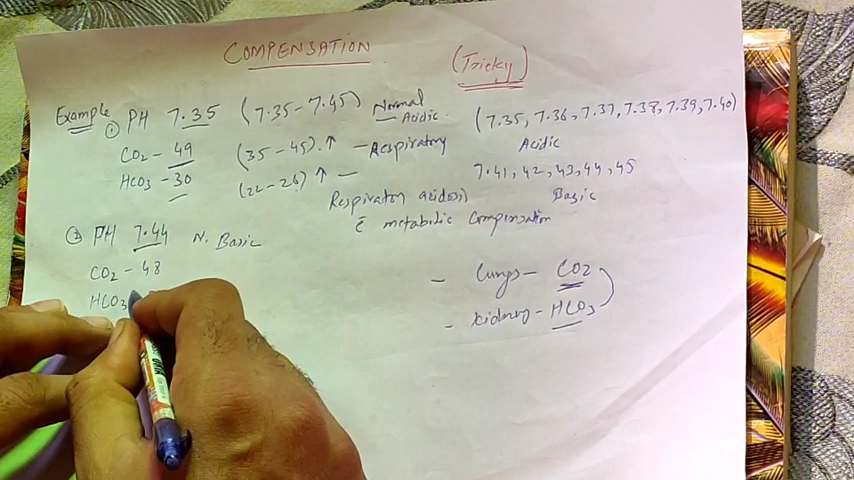 COMPENSATION (Tricky)
Example ① PH 7.35 (7.35-7.45) Normal Acidic. (7.35, 7.36, 7.37, 7.38, 7.39, 7.40)
CO2 - 49 (35-45).↑ - Respiratory Acidic
HCO3 - 30 (22-26) ↑ - 7.41, 42, 43, 44, 45
Respiratory acidosis Basic
c̄ metabolic Compensation
② PH 7.44 N. Basic
CO2 - 48
HCO3
- Lungs - CO2
- kidney - HCO3